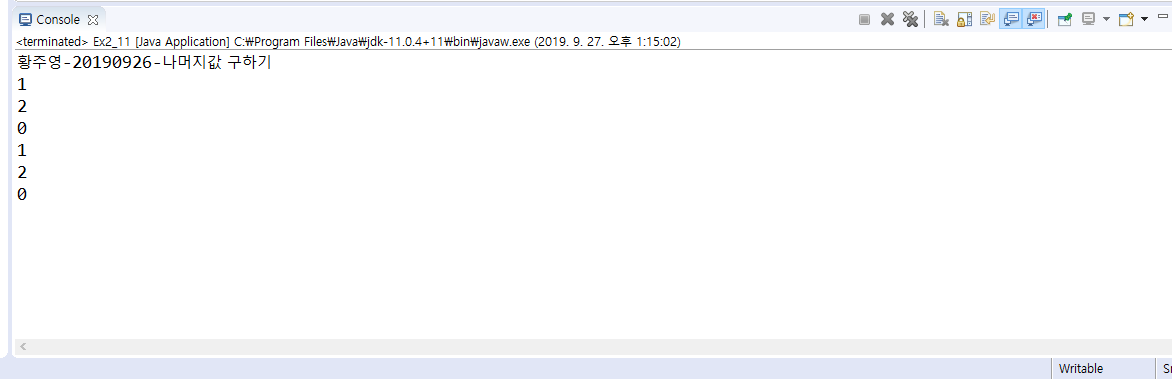 Console
<terminated> Ex2_11 [Java Application] C:₩Program Files₩Java₩jdk-11.0.4+11₩bin₩javaw.exe (2019. 9. 27. 오후 1:15:02)
황주영-20190926-나머지값 구하기
1
2
0
1
2
0
Writable